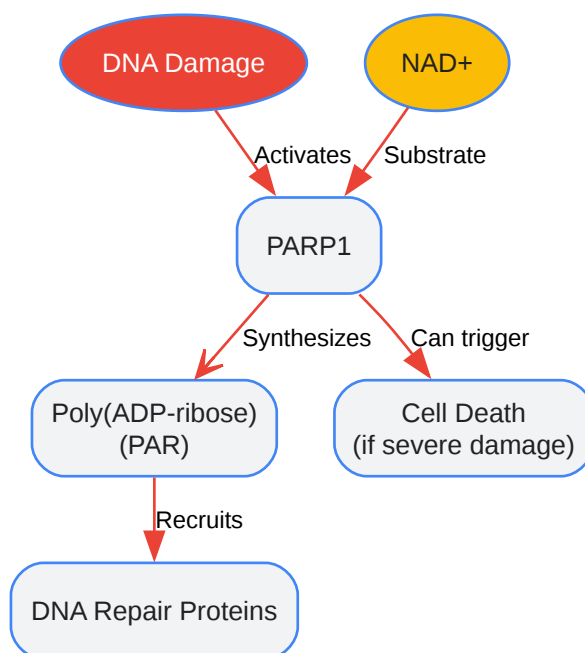 DNA Damage
NAD+
Activates
Substrate
PARP1
Synthesizes
Can trigger
Poly(ADP-ribose)
(PAR)
Cell Death
(if severe damage)
Recruits
DNA Repair Proteins